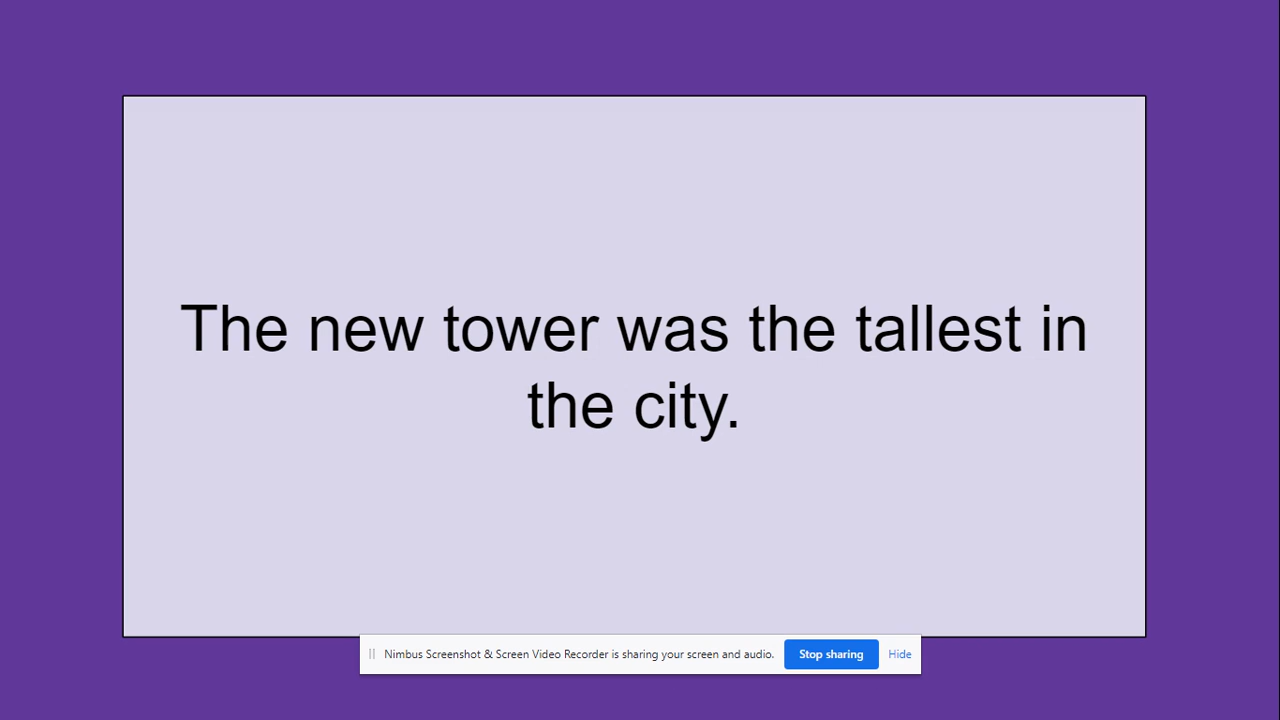 The new tower was the tallest in
the city.
Nimbus Screenshot & Screen Video Recorder is sharing your screen and audio. Stop sharing Hide